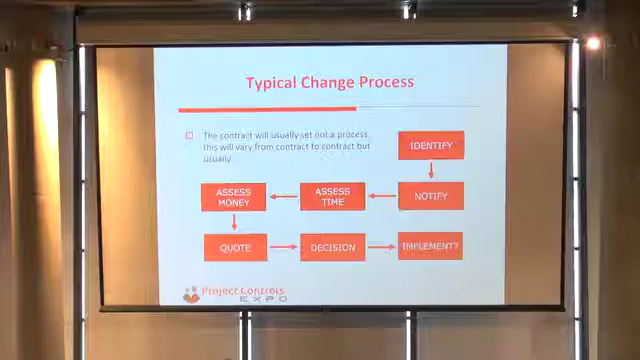 Typical Change Process
The contract will usually set out a process
this will vary from contract to contract but
usually
IDENTIFY
NOTIFY
ASSESS
TIME
ASSESS
MONEY
QUOTE
DECISION
IMPLEMENT?
Project Controls
EXPO